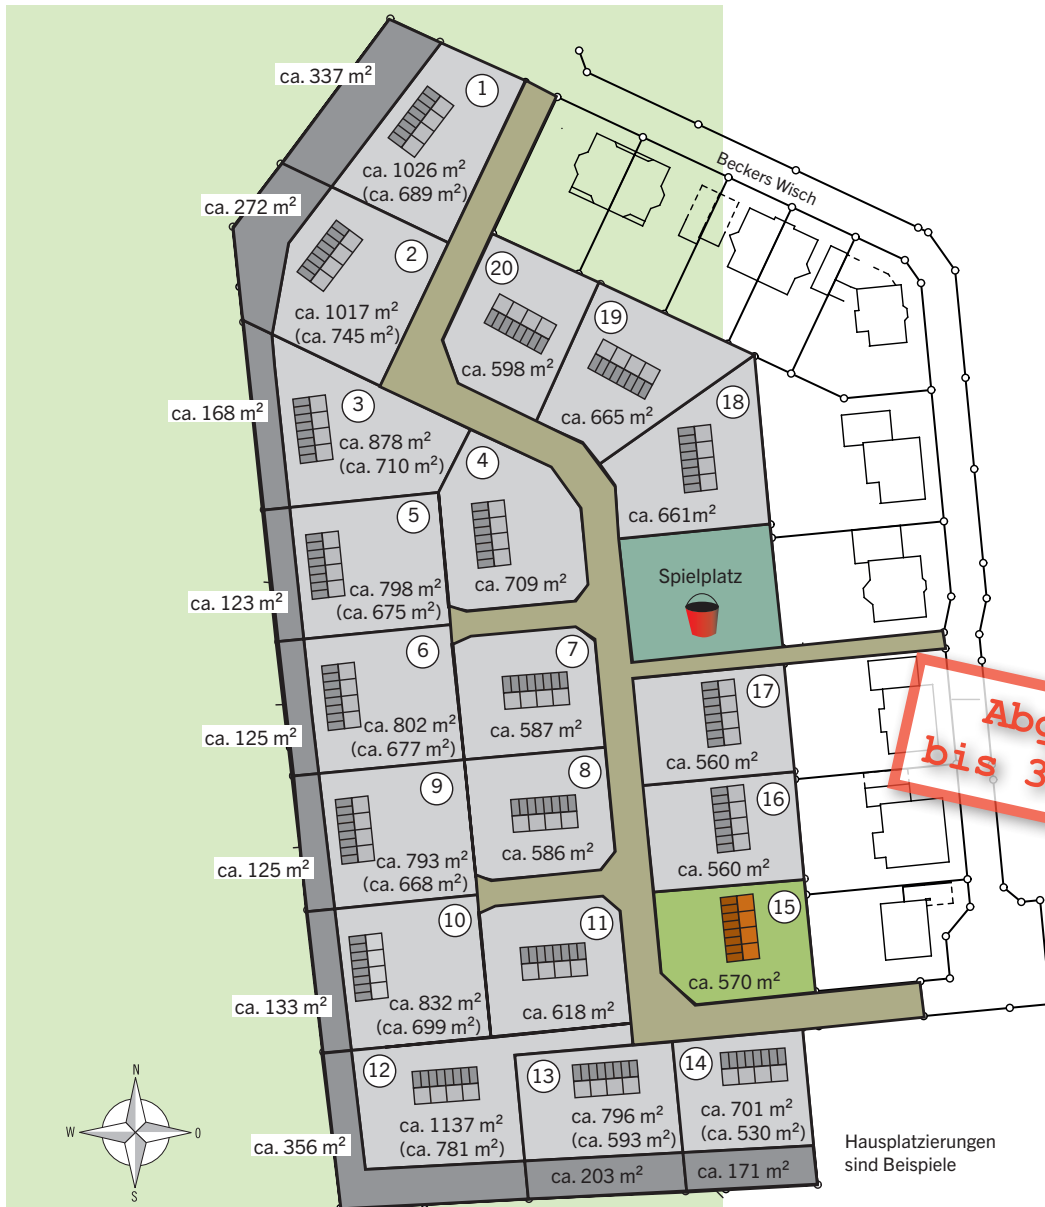 ca. 337 m²
1
ca. 1026 m²
(ca. 689 m²)
Beckers Wisch
ca. 272 m²
2
ca. 1017 m²
(ca. 745 m²)
20
ca. 598 m²
19
ca. 665 m²
ca. 168 m²
3
ca. 878 m²
(ca. 710 m²)
4
ca. 709 m²
18
ca. 661m²
5
ca. 798 m²
(ca. 675 m²)
ca. 123 m²
Spielplatz
6
ca. 802 m²
(ca. 677 m²)
ca. 125 m²
7
ca. 587 m²
17
ca. 560 m²
Abg
bis 3
8
ca. 586 m²
16
ca. 560 m²
9
ca. 793 m²
(ca. 668 m²)
ca. 125 m²
10
ca. 832 m²
(ca. 699 m²)
ca. 133 m²
11
ca. 618 m²
15
ca. 570 m²
12
ca. 1137 m²
(ca. 781 m²)
13
ca. 796 m²
(ca. 593 m²)
14
ca. 701 m²
(ca. 530 m²)
ca. 356 m²
ca. 203 m²
ca. 171 m²
N
W
O
S
Hausplatzierungen
sind Beispiele